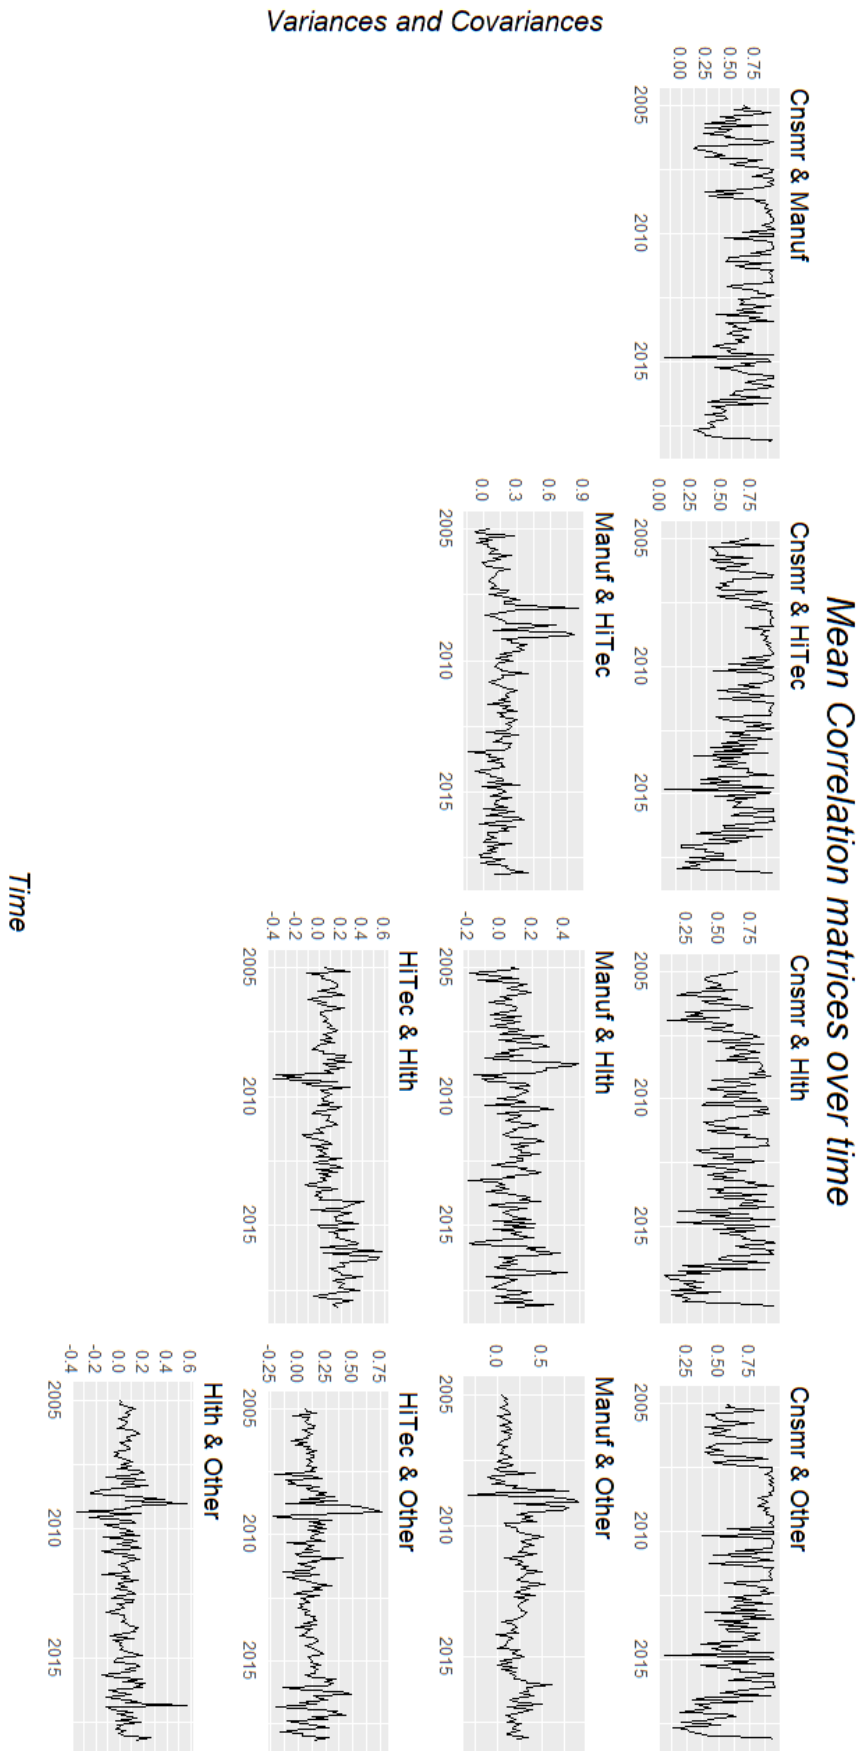 Mean Correlation matrices over time
Variances and Covariances
Cnsmr & Manuf
0.75
0.50
0.25
0.00
2005 2010 2015
Cnsmr & HiTec
0.75
0.50
0.25
0.00
2005 2010 2015
Cnsmr & Hlth
0.75
0.50
0.25
2005 2010 2015
Cnsmr & Other
0.75
0.50
0.25
2005 2010 2015
Manuf & HiTec
0.9
0.6
0.3
0.0
2005 2010 2015
Manuf & Hlth
0.4
0.2
0.0
-0.2
2005 2010 2015
Manuf & Other
0.5
0.0
2005 2010 2015
HiTec & Hlth
0.6
0.4
0.2
0.0
-0.2
-0.4
2005 2010 2015
HiTec & Other
0.75
0.50
0.25
0.00
-0.25
2005 2010 2015
Hlth & Other
0.6
0.4
0.2
0.0
-0.2
-0.4
2005 2010 2015
Time